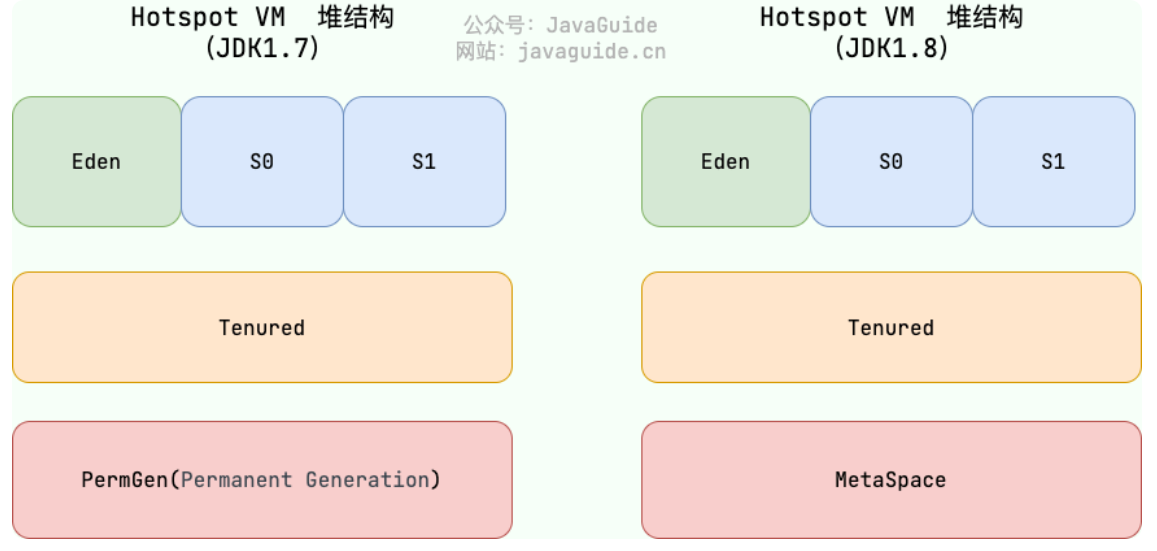 Hotspot VM 堆结构
(JDK1.7)
公众号: JavaGuide
网站: javaguide.cn
Hotspot VM 堆结构
(JDK1.8)
Eden
S0
S1
Eden
S0
S1
Tenured
Tenured
PermGen(Permanent Generation)
MetaSpace